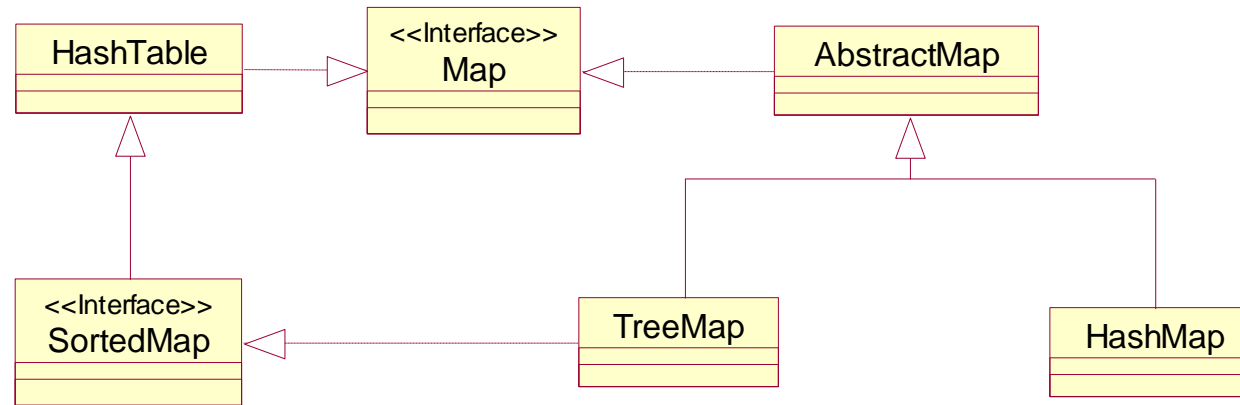 HashTable
<<Interface>>
Map
AbstractMap
<<Interface>>
SortedMap
TreeMap
HashMap